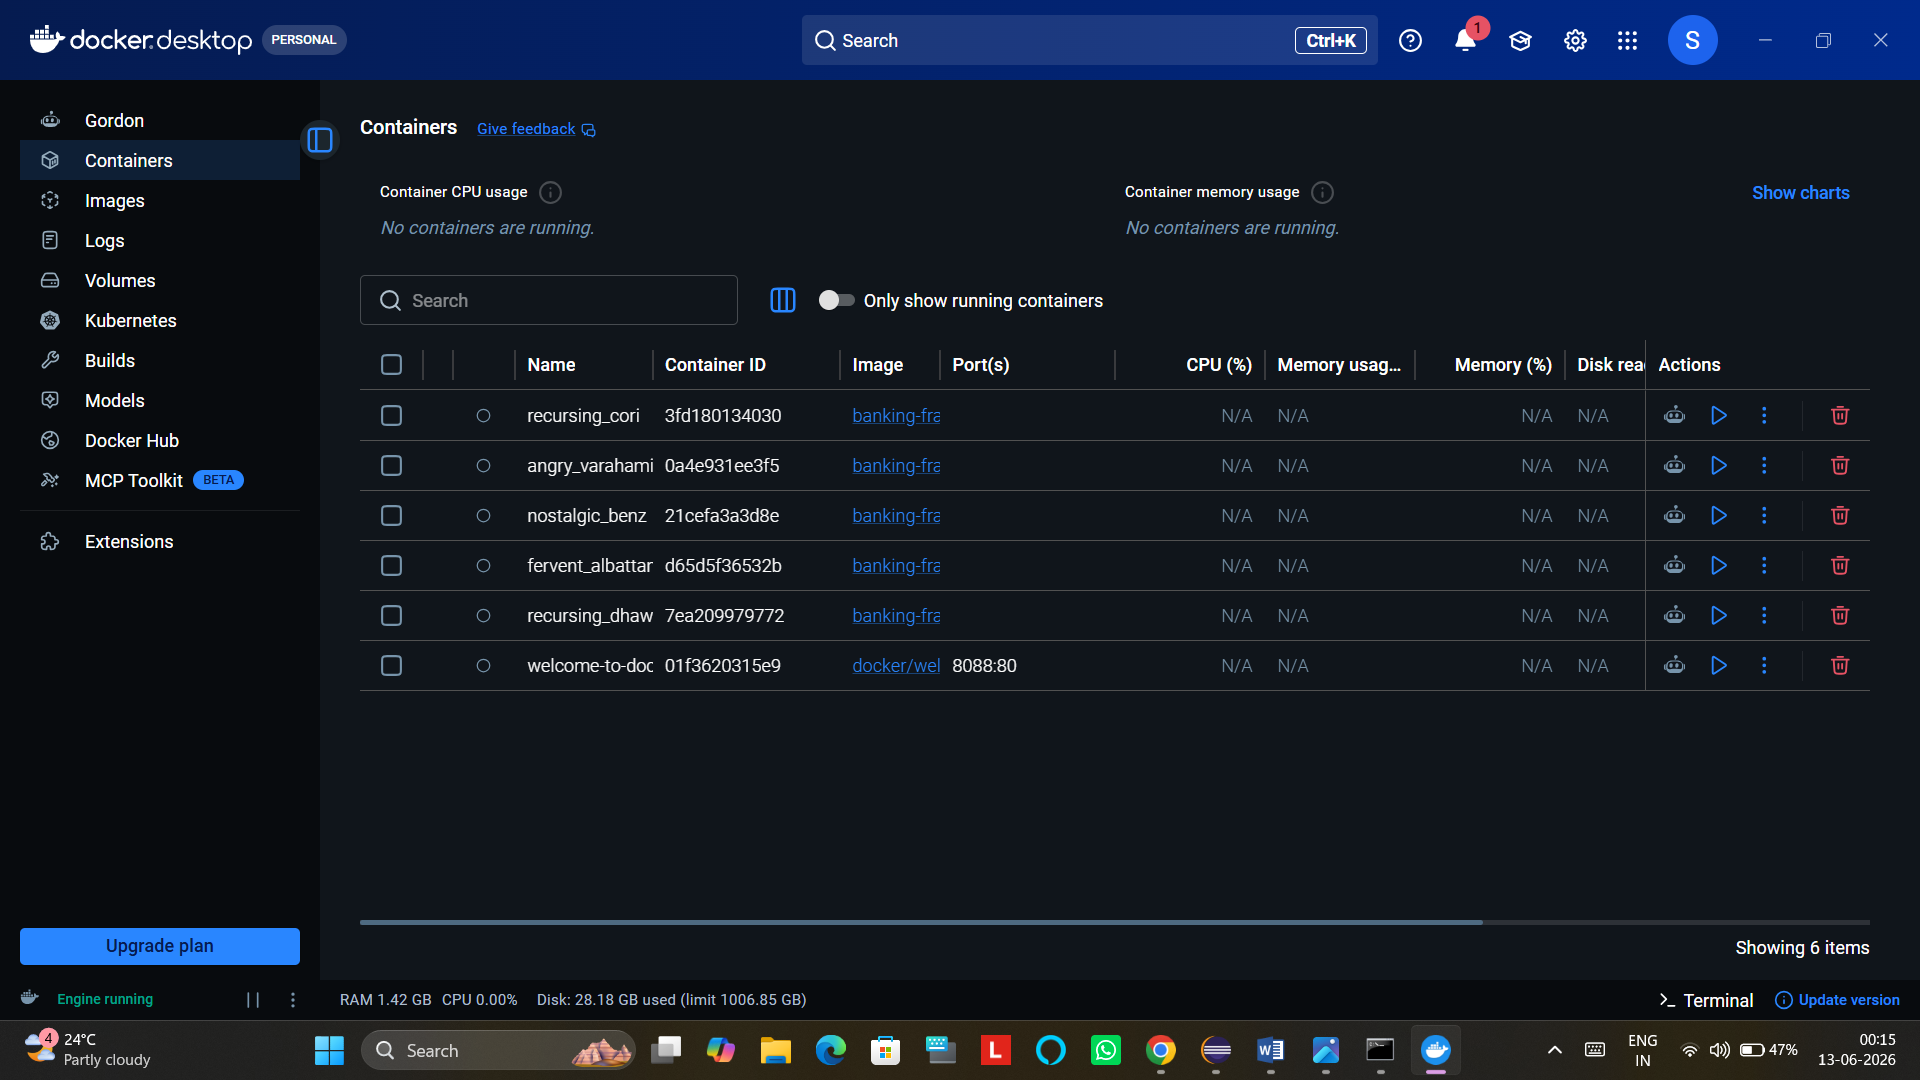 docker.desktop PERSONAL Search Ctrl+K 1 S
Gordon
Containers
Images
Logs
Volumes
Kubernetes
Builds
Models
Docker Hub
MCP Toolkit BETA
Extensions
Upgrade plan
Containers Give feedback
Container CPU usage
No containers are running.
Container memory usage
No containers are running.
Show charts
Search
Only show running containers
Name Container ID Image Port(s) CPU (%) Memory usag... Memory (%) Disk rea Actions
recursing_cori 3fd180134030 banking-fra N/A N/A N/A N/A
angry_varahami 0a4e931ee3f5 banking-fra N/A N/A N/A N/A
nostalgic_benz 21cefa3a3d8e banking-fra N/A N/A N/A N/A
fervent_albattar d65d5f36532b banking-fra N/A N/A N/A N/A
recursing_dhaw 7ea209979772 banking-fra N/A N/A N/A N/A
welcome-to-doc 01f3620315e9 docker/wel 8088:80 N/A N/A N/A N/A
Showing 6 items
Engine running RAM 1.42 GB CPU 0.00% Disk: 28.18 GB used (limit 1006.85 GB) Terminal Update version
4 24°C
Partly cloudy
Search
L
W
ENG
IN
47%
00:15
13-06-2026